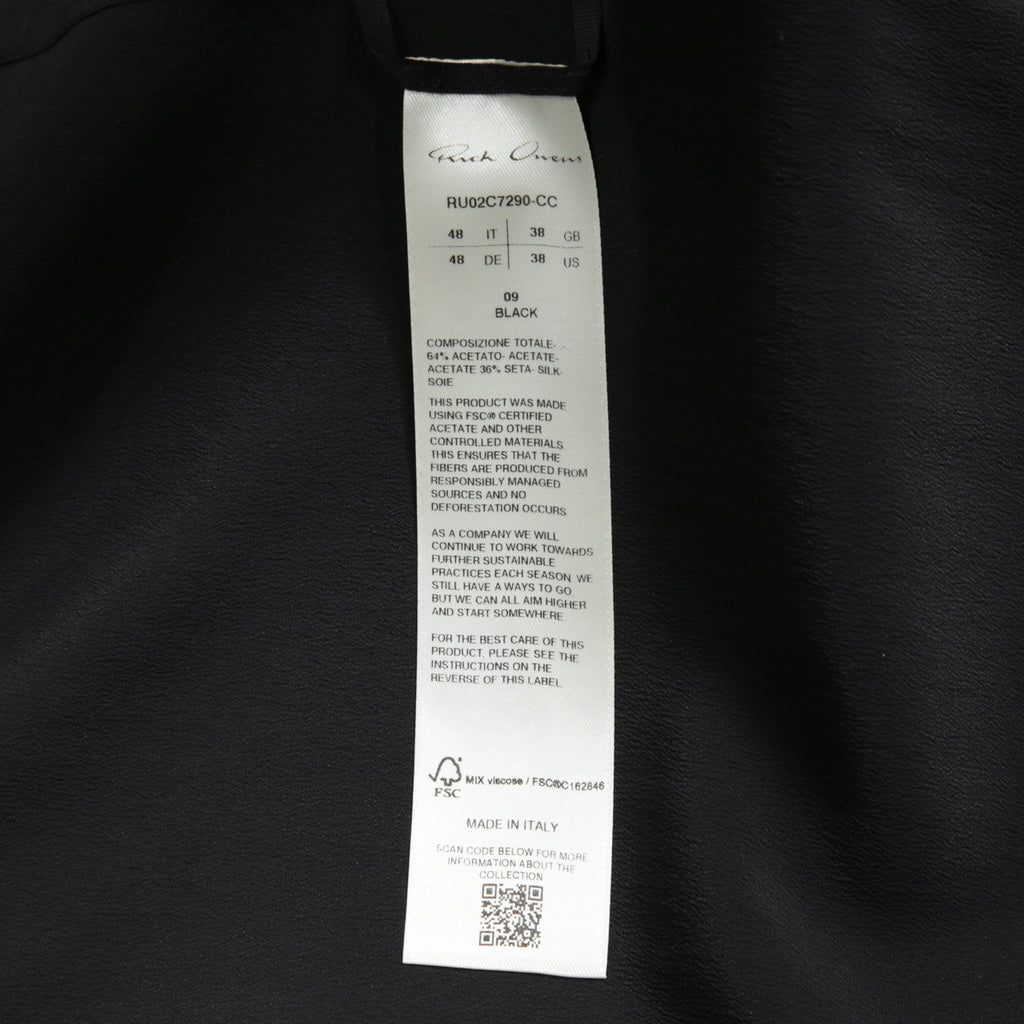 Rick Owens
RU02C7290-CC
48 IT 38 GB
48 DE 38 US
09
BLACK
COMPOSIZIONE TOTALE-
64% ACETATO- ACETATE-
ACETATE 36% SETA- SILK-
SOIE
THIS PRODUCT WAS MADE
USING FSC® CERTIFIED
ACETATE AND OTHER
CONTROLLED MATERIALS
THIS ENSURES THAT THE
FIBERS ARE PRODUCED FROM
RESPONSIBLY MANAGED
SOURCES AND NO
DEFORESTATION OCCURS
AS A COMPANY WE WILL
CONTINUE TO WORK TOWARDS
FURTHER SUSTAINABLE
PRACTICES EACH SEASON WE
STILL HAVE A WAYS TO GO
BUT WE CAN ALL AIM HIGHER
AND START SOMEWHERE
FOR THE BEST CARE OF THIS
PRODUCT, PLEASE SEE THE
INSTRUCTIONS ON THE
REVERSE OF THIS LABEL
FSC MIX viscose / FSC®C162846
MADE IN ITALY
SCAN CODE BELOW FOR MORE
INFORMATION ABOUT THE
COLLECTION